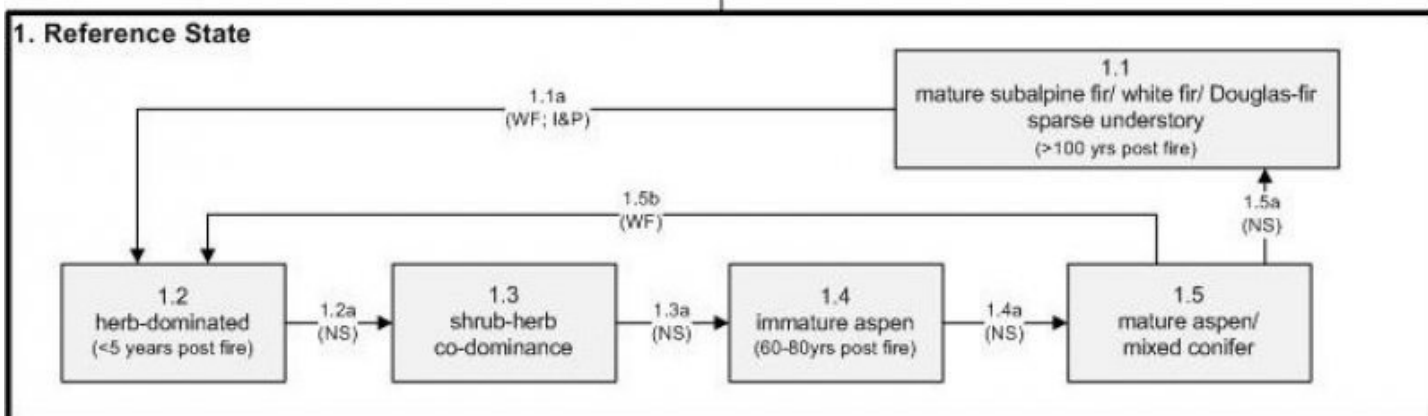 1. Reference State
1.1
mature subalpine fir/ white fir/ Douglas-fir
sparse understory
(>100 yrs post fire)
1.1a
(WF; I&P)
1.5b
(WF)
1.5a
(NS)
1.2
herb-dominated
(<5 years post fire)
1.2a
(NS)
1.3
shrub-herb
co-dominance
1.3a
(NS)
1.4
immature aspen
(60-80yrs post fire)
1.4a
(NS)
1.5
mature aspen/
mixed conifer